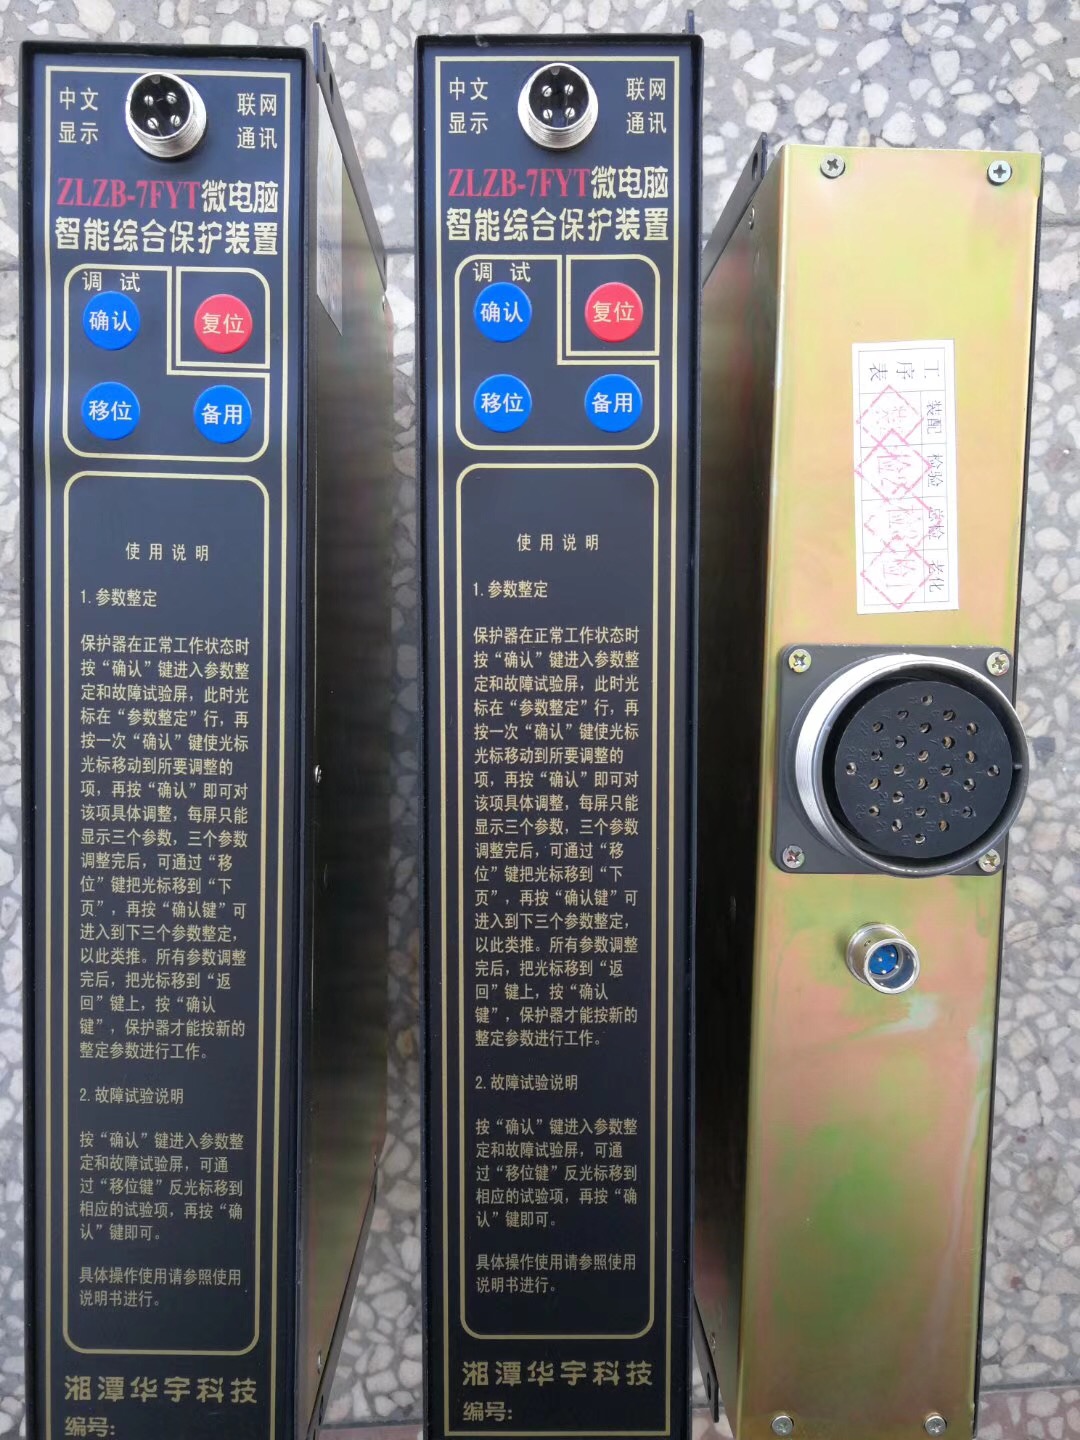 中文
显示
联网
通讯
ZLZB-7FYT微电脑
智能综合保护装置
调 试
确认
复位
移位
备用
使用说明
1.参数整定
保护器在正常工作状态时
按“确认”键进入参数整
定和故障试验屏，此时光
标在“参数整定”行，再
按一次“确认”键使光标
光标移动到所要调整的
项，再按“确认”即可对
该项具体调整，每屏只能
显示三个参数，三个参数
调整完后，可通过“移
位”键把光标移到“下
页”，再按“确认键”可
进入到下三个参数整定，
以此类推。所有参数调整
完后，把光标移到“返
回”键上，按“确认
键”，保护器才能按新的
整定参数进行工作。
2.故障试验说明
按“确认”键进入参数整
定和故障试验屏，可通
过“移位键”反光标移到
相应的试验项，再按“确
认”键即可。
具体操作使用请参照使用
说明书进行。
湘潭华宇科技
编号:
中文
显示
联网
通讯
ZLZB-7FYT微电脑
智能综合保护装置
调 试
确认
复位
移位
备用
使用说明
1.参数整定
保护器在正常工作状态时
按“确认”键进入参数整
定和故障试验屏，此时光
标在“参数整定”行，再
按一次“确认”键使光标
光标移动到所要调整的
项，再按“确认”即可对
该项具体调整，每屏只能
显示三个参数，三个参数
调整完后，可通过“移
位”键把光标移到“下
页”，再按“确认键”可
进入到下三个参数整定，
以此类推。所有参数调整
完后，把光标移到“返
回”键上，按“确认
键”，保护器才能按新的
整定参数进行工作。
2.故障试验说明
按“确认”键进入参数整
定和故障试验屏，可通
过“移位键”反光标移到
相应的试验项，再按“确
认”键即可。
具体操作使用请参照使用
说明书进行。
湘潭华宇科技
编号:
工序表
装配
检验
总检
老化